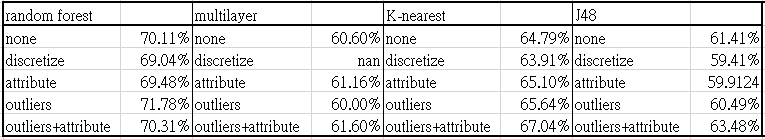 random forest multilayer K-nearest J48
none 70.11% none 60.60% none 64.79% none 61.41%
discretize 69.04% discretize nan discretize 63.91% discretize 59.41%
attribute 69.48% attribute 61.16% attribute 65.10% attribute 59.9124
outliers 71.78% outliers 60.00% outliers 65.64% outliers 60.49%
outliers+attribute 70.31% outliers+attribute 61.60% outliers+attribute 67.04% outliers+attribute 63.48%